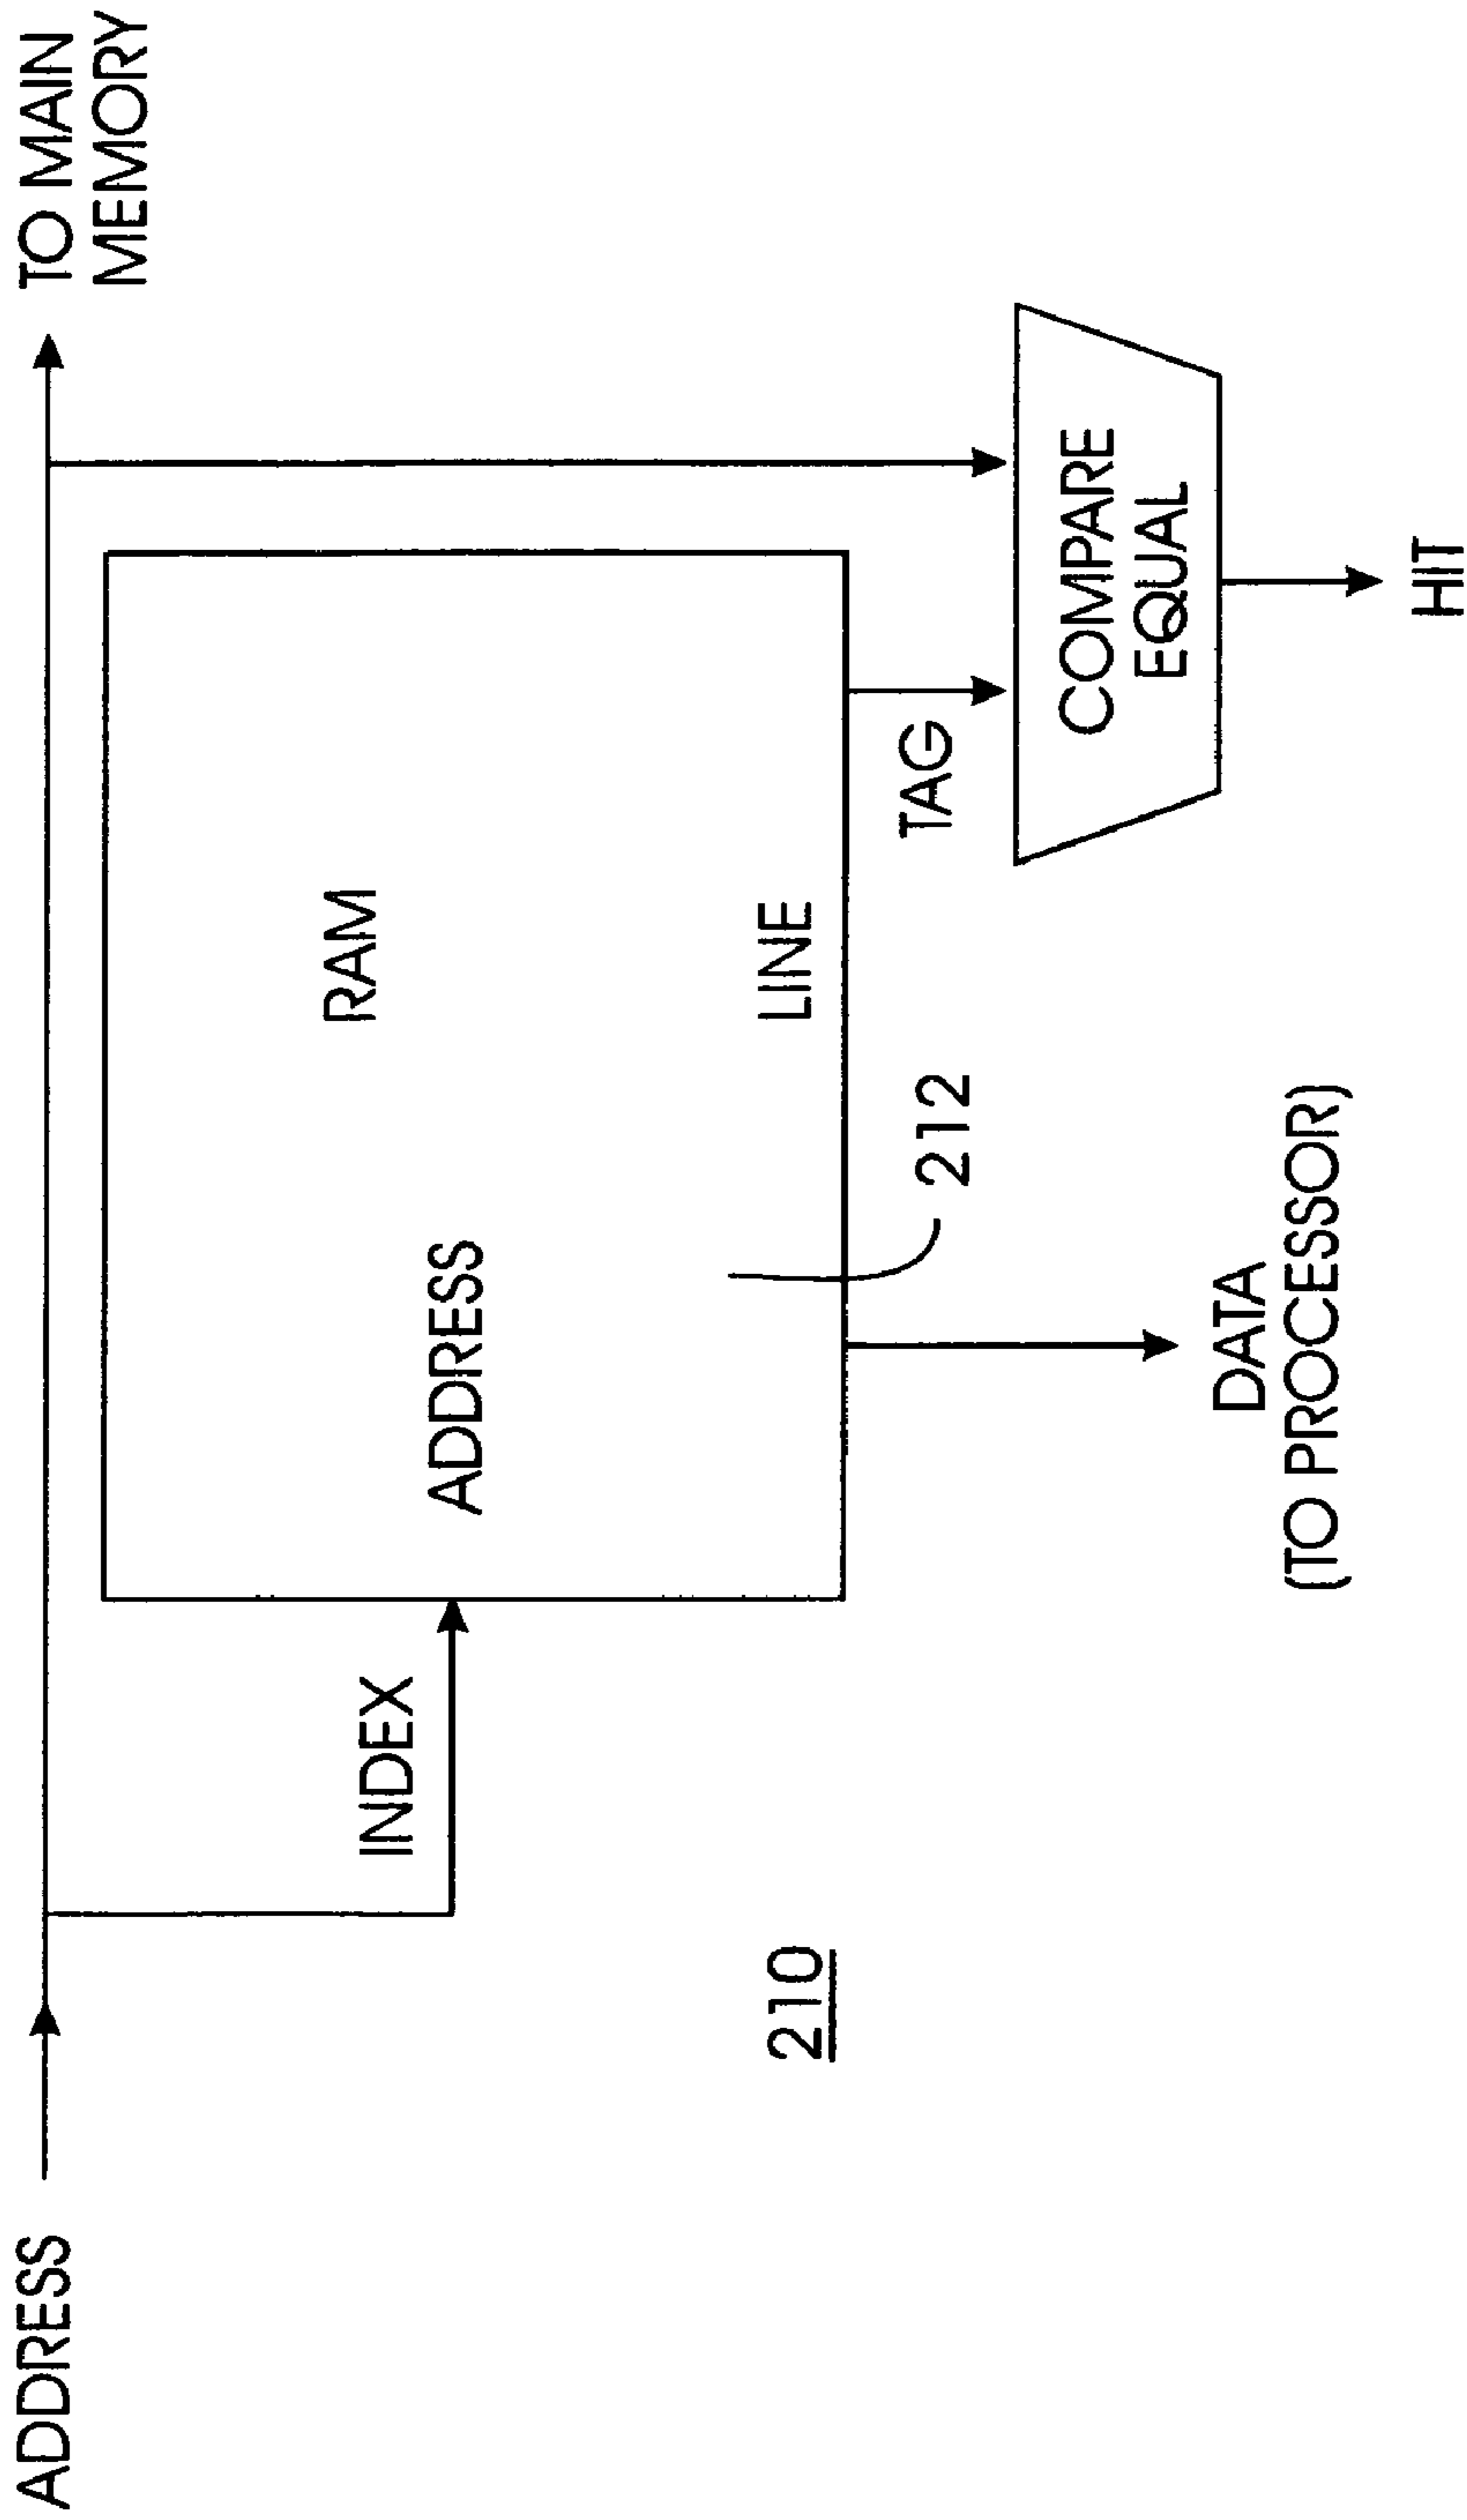 ADDRESS
TO MAIN
MEMORY
INDEX
RAM
ADDRESS
LINE
210
212
TAG
COMPARE
EQUAL
DATA
(TO PROCESSOR)
HIT